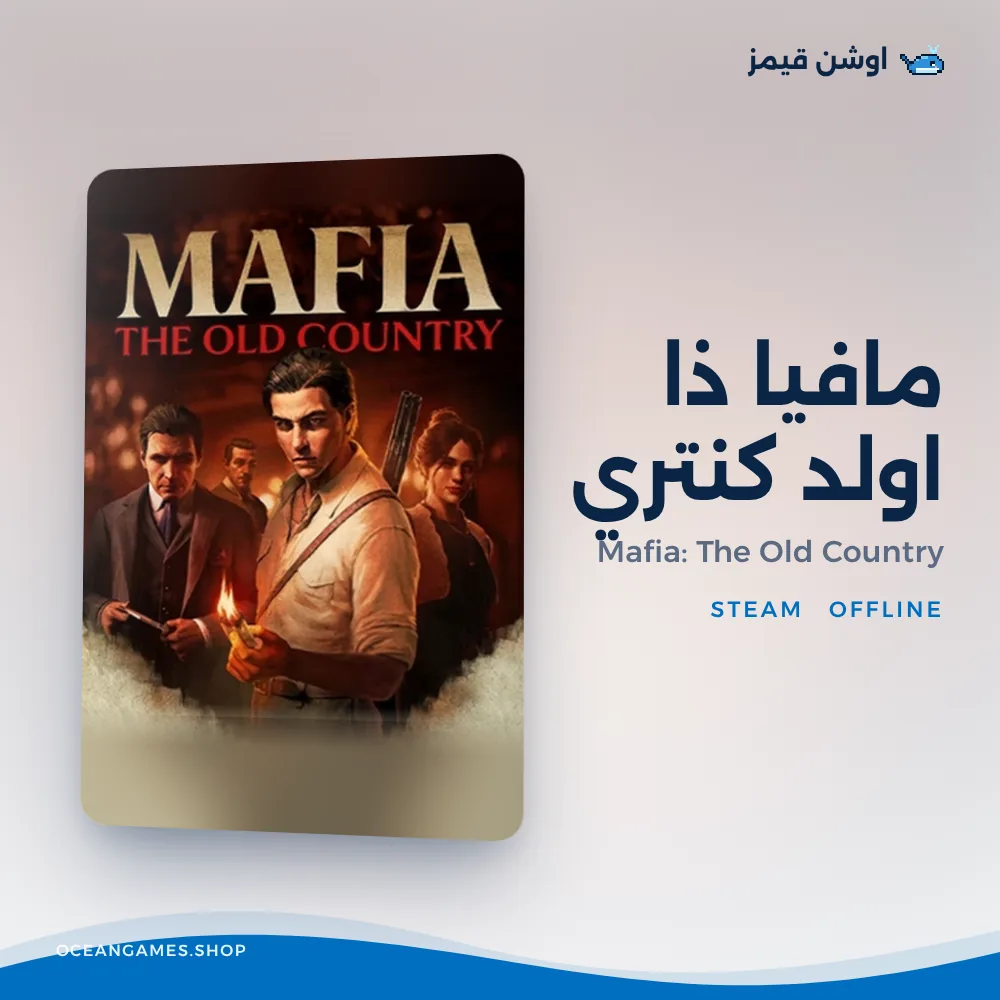 اوشن قيمز
MAFIA
THE OLD COUNTRY
مافيا ذا
اولد كنتري
Mafia: The Old Country
STEAM OFFLINE
OCEANGAMES.SHOP